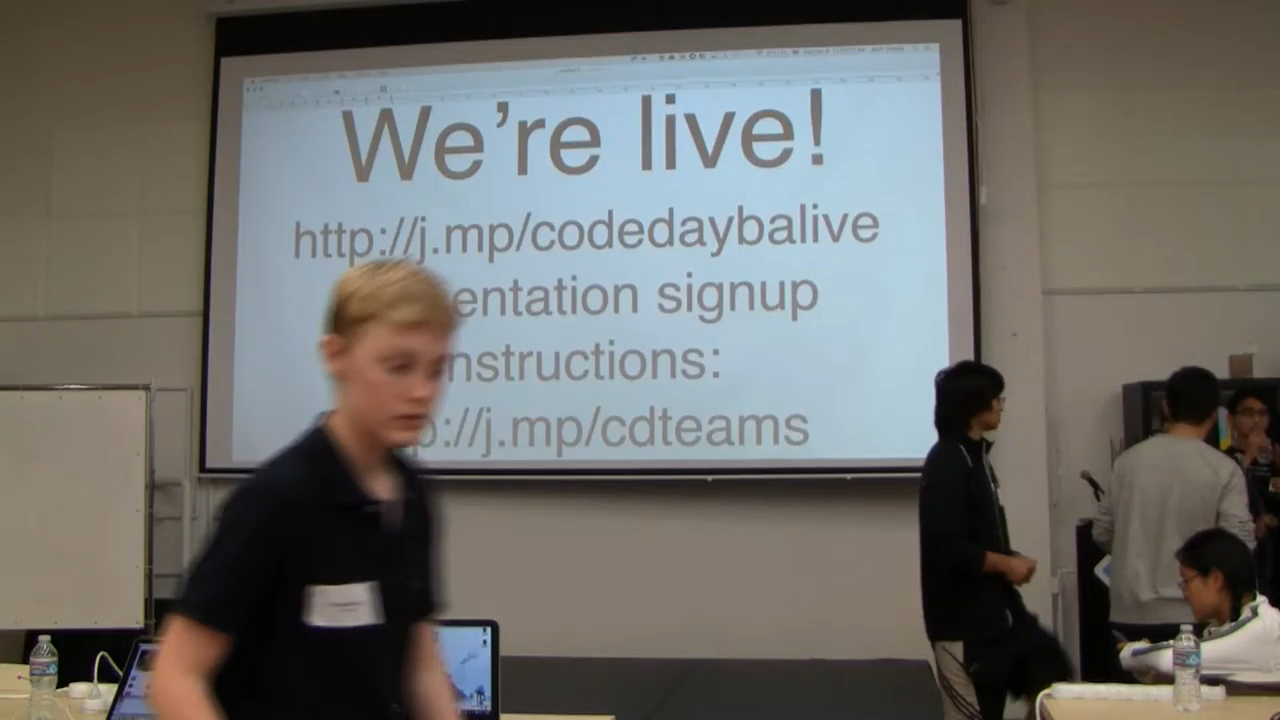 We're live!
http://j.mp/codedaybalive
entation signup
nstructions:
p://j.mp/cdteams